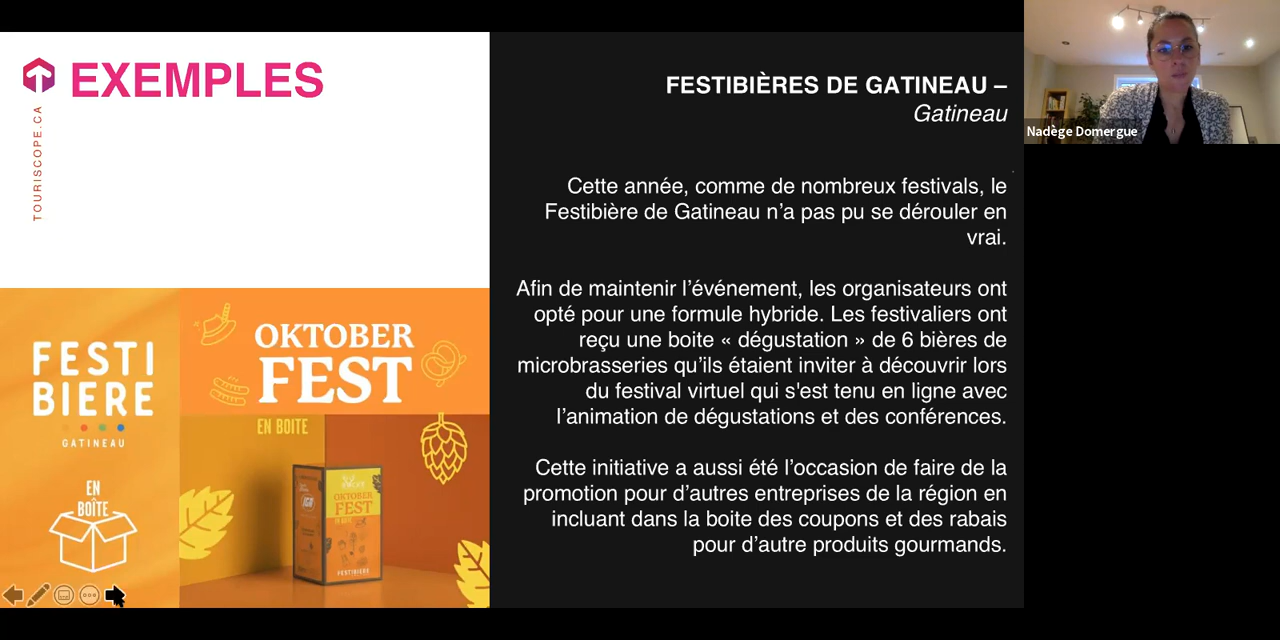 EXEMPLES
TOURISCOPE.CA
FESTIBIÈRES DE GATINEAU –
Gatineau
Cette année, comme de nombreux festivals, le
Festibière de Gatineau n’a pas pu se dérouler en
vrai.
Afin de maintenir l’événement, les organisateurs ont
opté pour une formule hybride. Les festivaliers ont
reçu une boite « dégustation » de 6 bières de
microbrasseries qu’ils étaient inviter à découvrir lors
du festival virtuel qui s'est tenu en ligne avec
l’animation de dégustations et des conférences.
Cette initiative a aussi été l’occasion de faire de la
promotion pour d’autres entreprises de la région en
incluant dans la boite des coupons et des rabais
pour d’autre produits gourmands.
FESTI
BIERE
GATINEAU
EN
BOÎTE
OKTOBER
FEST
EN BOITE
OKTOBER
FEST
FESTIBIERE
IGA
Nadège Domergue